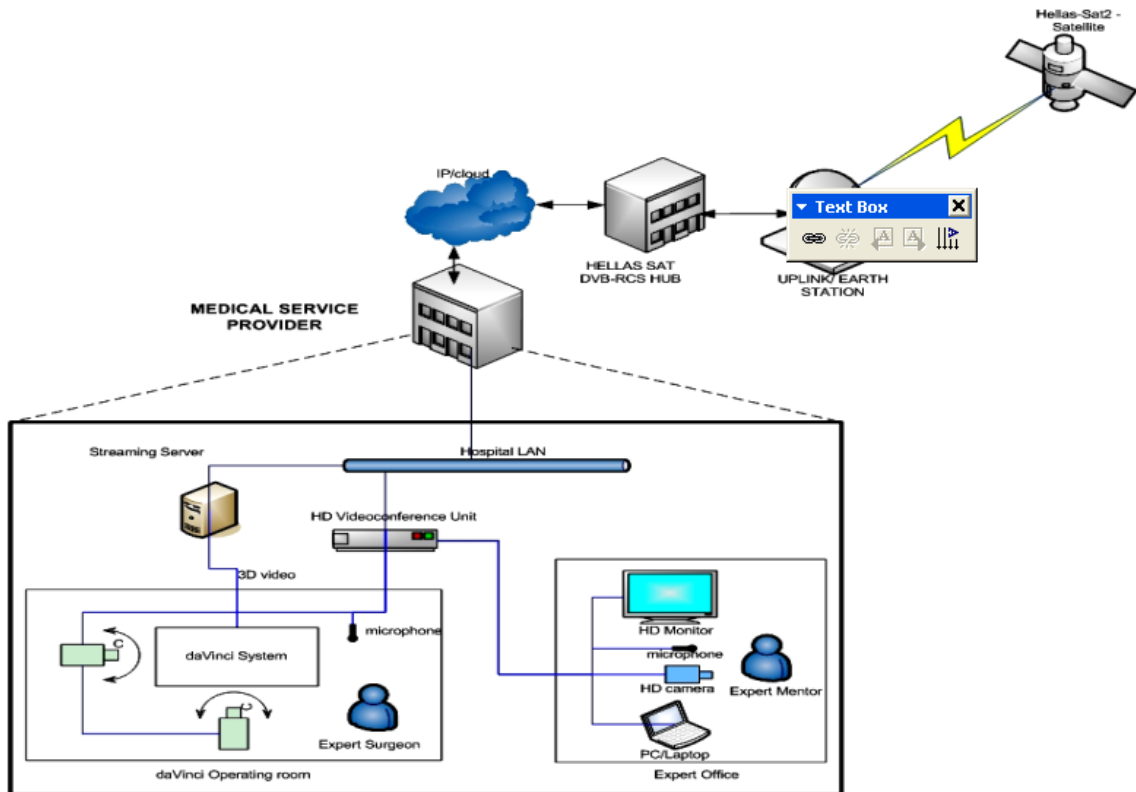 Hellas-Sat2 -
Satellite
IP/cloud
Text Box
HELLAS SAT
DVB-RCS HUB
UPLINK/ EARTH
STATION
MEDICAL SERVICE
PROVIDER
Streaming Server
Hospital LAN
HD Videoconference Unit
3D video
microphone
daVinci System
C
C
Expert Surgeon
daVinci Operating room
HD Monitor
microphone
HD camera
Expert Mentor
PC/Laptop
Expert Office